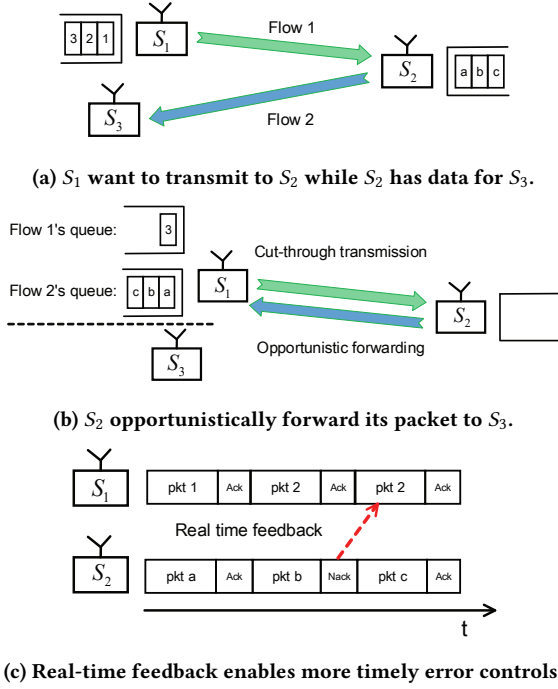 Flow 1
3 2 1
S1
S2
a b c
S3
Flow 2
(a) S1 want to transmit to S2 while S2 has data for S3.
Flow 1's queue:
3
Cut-through transmission
Flow 2's queue:
c b a
S1
S2
Opportunistic forwarding
S3
(b) S2 opportunistically forward its packet to S3.
S1
pkt 1 Ack pkt 2 Ack pkt 2 Ack
Real time feedback
S2
pkt a Ack pkt b Nack pkt c Ack
t
(c) Real-time feedback enables more timely error controls